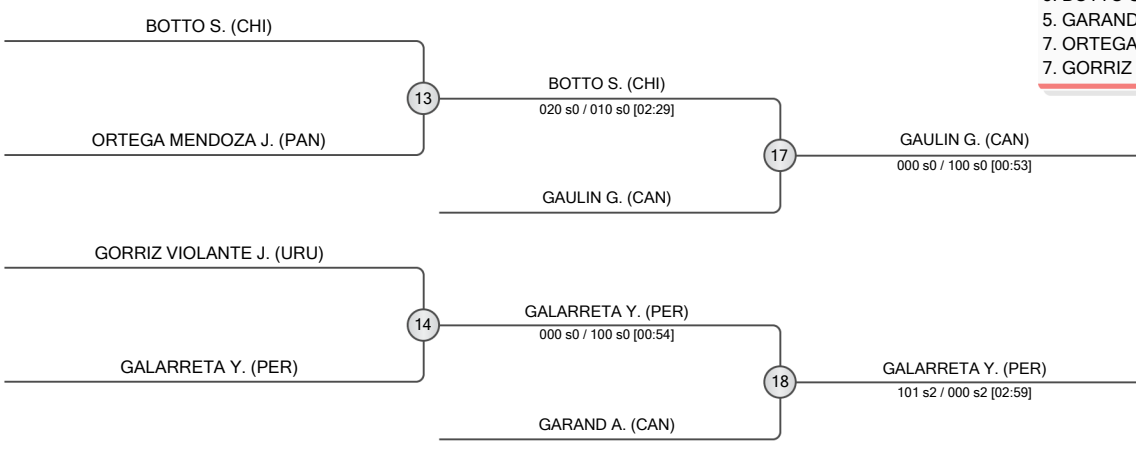 5. GARAND
7. ORTEGA
7. GORRIZ
BOTTO S. (CHI)
13
ORTEGA MENDOZA J. (PAN)
BOTTO S. (CHI)
020 s0 / 010 s0 [02:29]
17
GAULIN G. (CAN)
GAULIN G. (CAN)
000 s0 / 100 s0 [00:53]
GORRIZ VIOLANTE J. (URU)
14
GALARRETA Y. (PER)
GALARRETA Y. (PER)
000 s0 / 100 s0 [00:54]
18
GARAND A. (CAN)
GALARRETA Y. (PER)
101 s2 / 000 s2 [02:59]